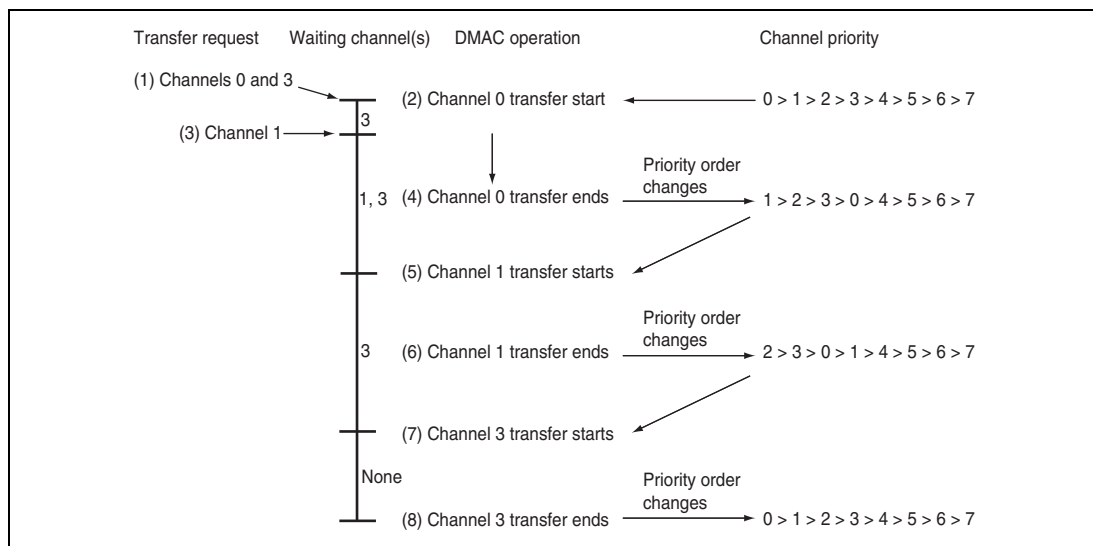 Transfer request Waiting channel(s) DMAC operation Channel priority
(1) Channels 0 and 3
(2) Channel 0 transfer start 0 > 1 > 2 > 3 > 4 > 5 > 6 > 7
3
(3) Channel 1
Priority order
changes
1, 3 (4) Channel 0 transfer ends 1 > 2 > 3 > 0 > 4 > 5 > 6 > 7
(5) Channel 1 transfer starts
Priority order
changes
3 (6) Channel 1 transfer ends 2 > 3 > 0 > 1 > 4 > 5 > 6 > 7
(7) Channel 3 transfer starts
None
Priority order
changes
(8) Channel 3 transfer ends 0 > 1 > 2 > 3 > 4 > 5 > 6 > 7